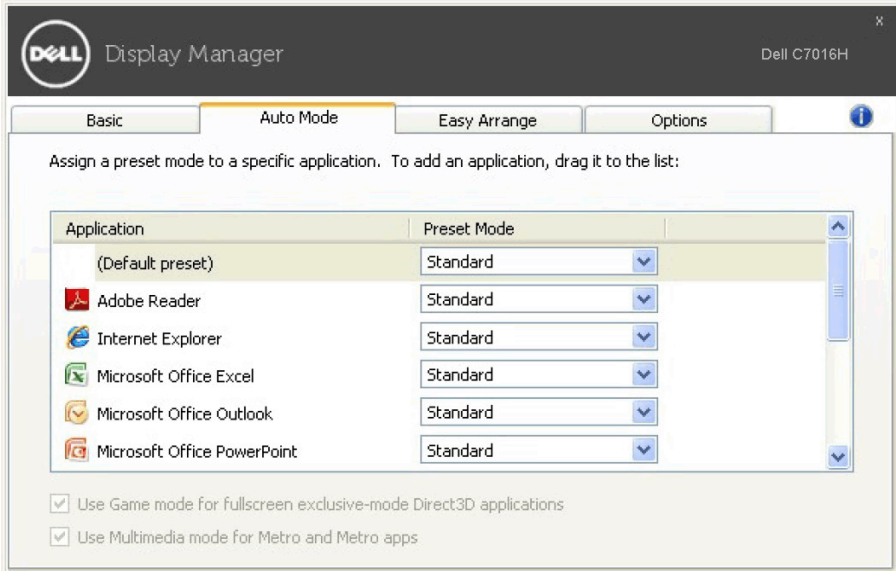 DELL Display Manager
x
Dell C7016H
Basic Auto Mode Easy Arrange Options
Assign a preset mode to a specific application. To add an application, drag it to the list:
Application Preset Mode
(Default preset) Standard
Adobe Reader Standard
Internet Explorer Standard
Microsoft Office Excel Standard
Microsoft Office Outlook Standard
Microsoft Office PowerPoint Standard
Use Game mode for fullscreen exclusive-mode Direct3D applications
Use Multimedia mode for Metro and Metro apps